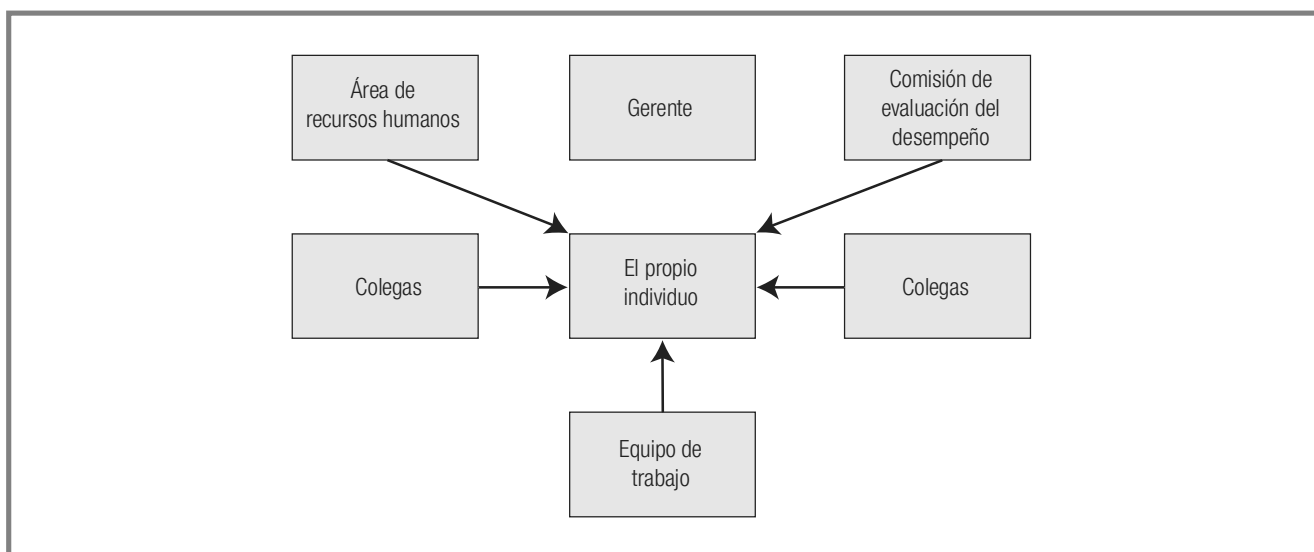 Área de
recursos humanos
Gerente
Comisión de
evaluación del
desempeño
Colegas
El propio
individuo
Colegas
Equipo de
trabajo